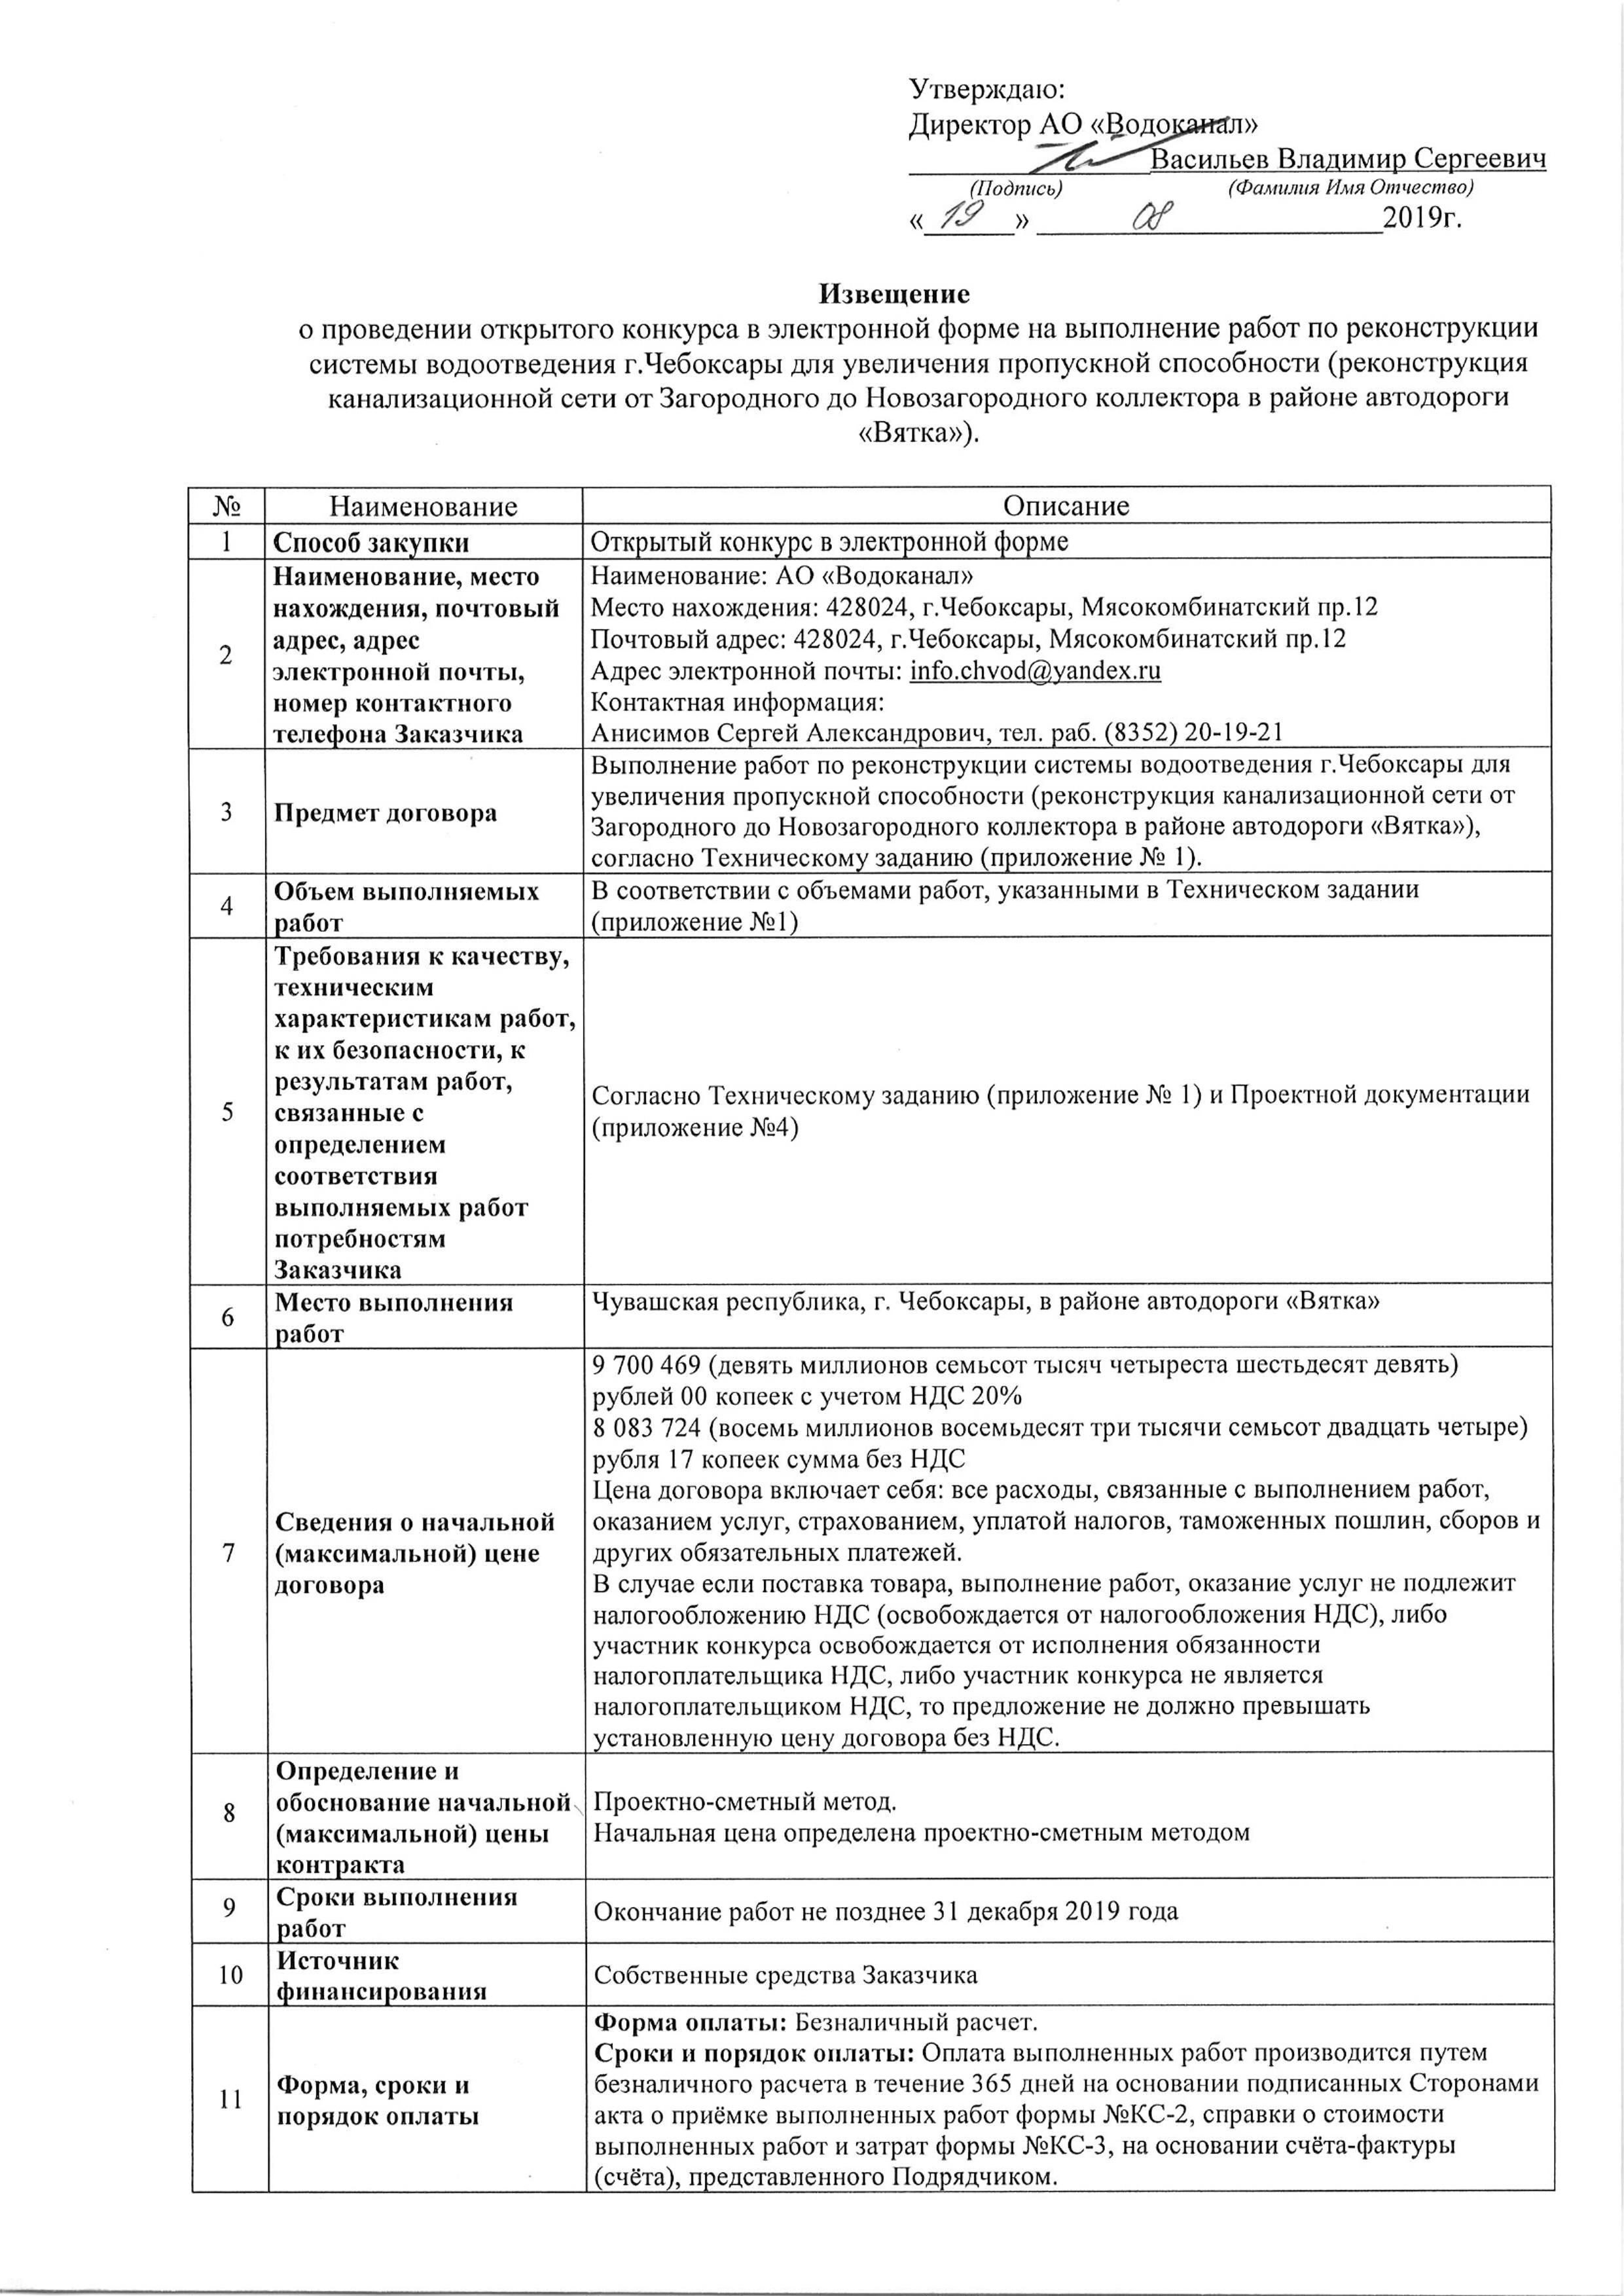 Утверждаю:
Директор АО «Водоканал»
Васильев Владимир Сергеевич
(Подпись) (Фамилия Имя Отчество)
« 19 » 08 2019г.
Извещение
о проведении открытого конкурса в электронной форме на выполнение работ по реконструкции
системы водоотведения г.Чебоксары для увеличения пропускной способности (реконструкция
канализационной сети от Загородного до Новозагородного коллектора в районе автодороги
«Вятка»).
№ Наименование Описание
1 Способ закупки Открытый конкурс в электронной форме
2
Наименование, место
нахождения, почтовый
адрес, адрес
электронной почты,
номер контактного
телефона Заказчика
Наименование: АО «Водоканал»
Место нахождения: 428024, г.Чебоксары, Мясокомбинатский пр.12
Почтовый адрес: 428024, г.Чебоксары, Мясокомбинатский пр.12
Адрес электронной почты: info.chvod@yandex.ru
Контактная информация:
Анисимов Сергей Александрович, тел. раб. (8352) 20-19-21
3
Предмет договора
Выполнение работ по реконструкции системы водоотведения г.Чебоксары для
увеличения пропускной способности (реконструкция канализационной сети от
Загородного до Новозагородного коллектора в районе автодороги «Вятка»),
согласно Техническому заданию (приложение № 1).
4
Объем выполняемых
работ
В соответствии с объемами работ, указанными в Техническом задании
(приложение №1)
5
Требования к качеству,
техническим
характеристикам работ,
к их безопасности, к
результатам работ,
связанные с
определением
соответствия
выполняемых работ
потребностям
Заказчика
Согласно Техническому заданию (приложение № 1) и Проектной документации
(приложение №4)
6
Место выполнения
работ
Чувашская республика, г. Чебоксары, в районе автодороги «Вятка»
7
Сведения о начальной
(максимальной) цене
договора
9 700 469 (девять миллионов семьсот тысяч четыреста шестьдесят девять)
рублей 00 копеек с учетом НДС 20%
8 083 724 (восемь миллионов восемьдесят три тысячи семьсот двадцать четыре)
рубля 17 копеек сумма без НДС
Цена договора включает себя: все расходы, связанные с выполнением работ,
оказанием услуг, страхованием, уплатой налогов, таможенных пошлин, сборов и
других обязательных платежей.
В случае если поставка товара, выполнение работ, оказание услуг не подлежит
налогообложению НДС (освобождается от налогообложения НДС), либо
участник конкурса освобождается от исполнения обязанности
налогоплательщика НДС, либо участник конкурса не является
налогоплательщиком НДС, то предложение не должно превышать
установленную цену договора без НДС.
8
Определение и
обоснование начальной
(максимальной) цены
контракта
Проектно-сметный метод.
Начальная цена определена проектно-сметным методом
9
Сроки выполнения
работ
Окончание работ не позднее 31 декабря 2019 года
10
Источник
финансирования
Собственные средства Заказчика
11
Форма, сроки и
порядок оплаты
Форма оплаты: Безналичный расчет.
Сроки и порядок оплаты: Оплата выполненных работ производится путем
безналичного расчета в течение 365 дней на основании подписанных Сторонами
акта о приёмке выполненных работ формы №КС-2, справки о стоимости
выполненных работ и затрат формы №КС-3, на основании счёта-фактуры
(счёта), представленного Подрядчиком.